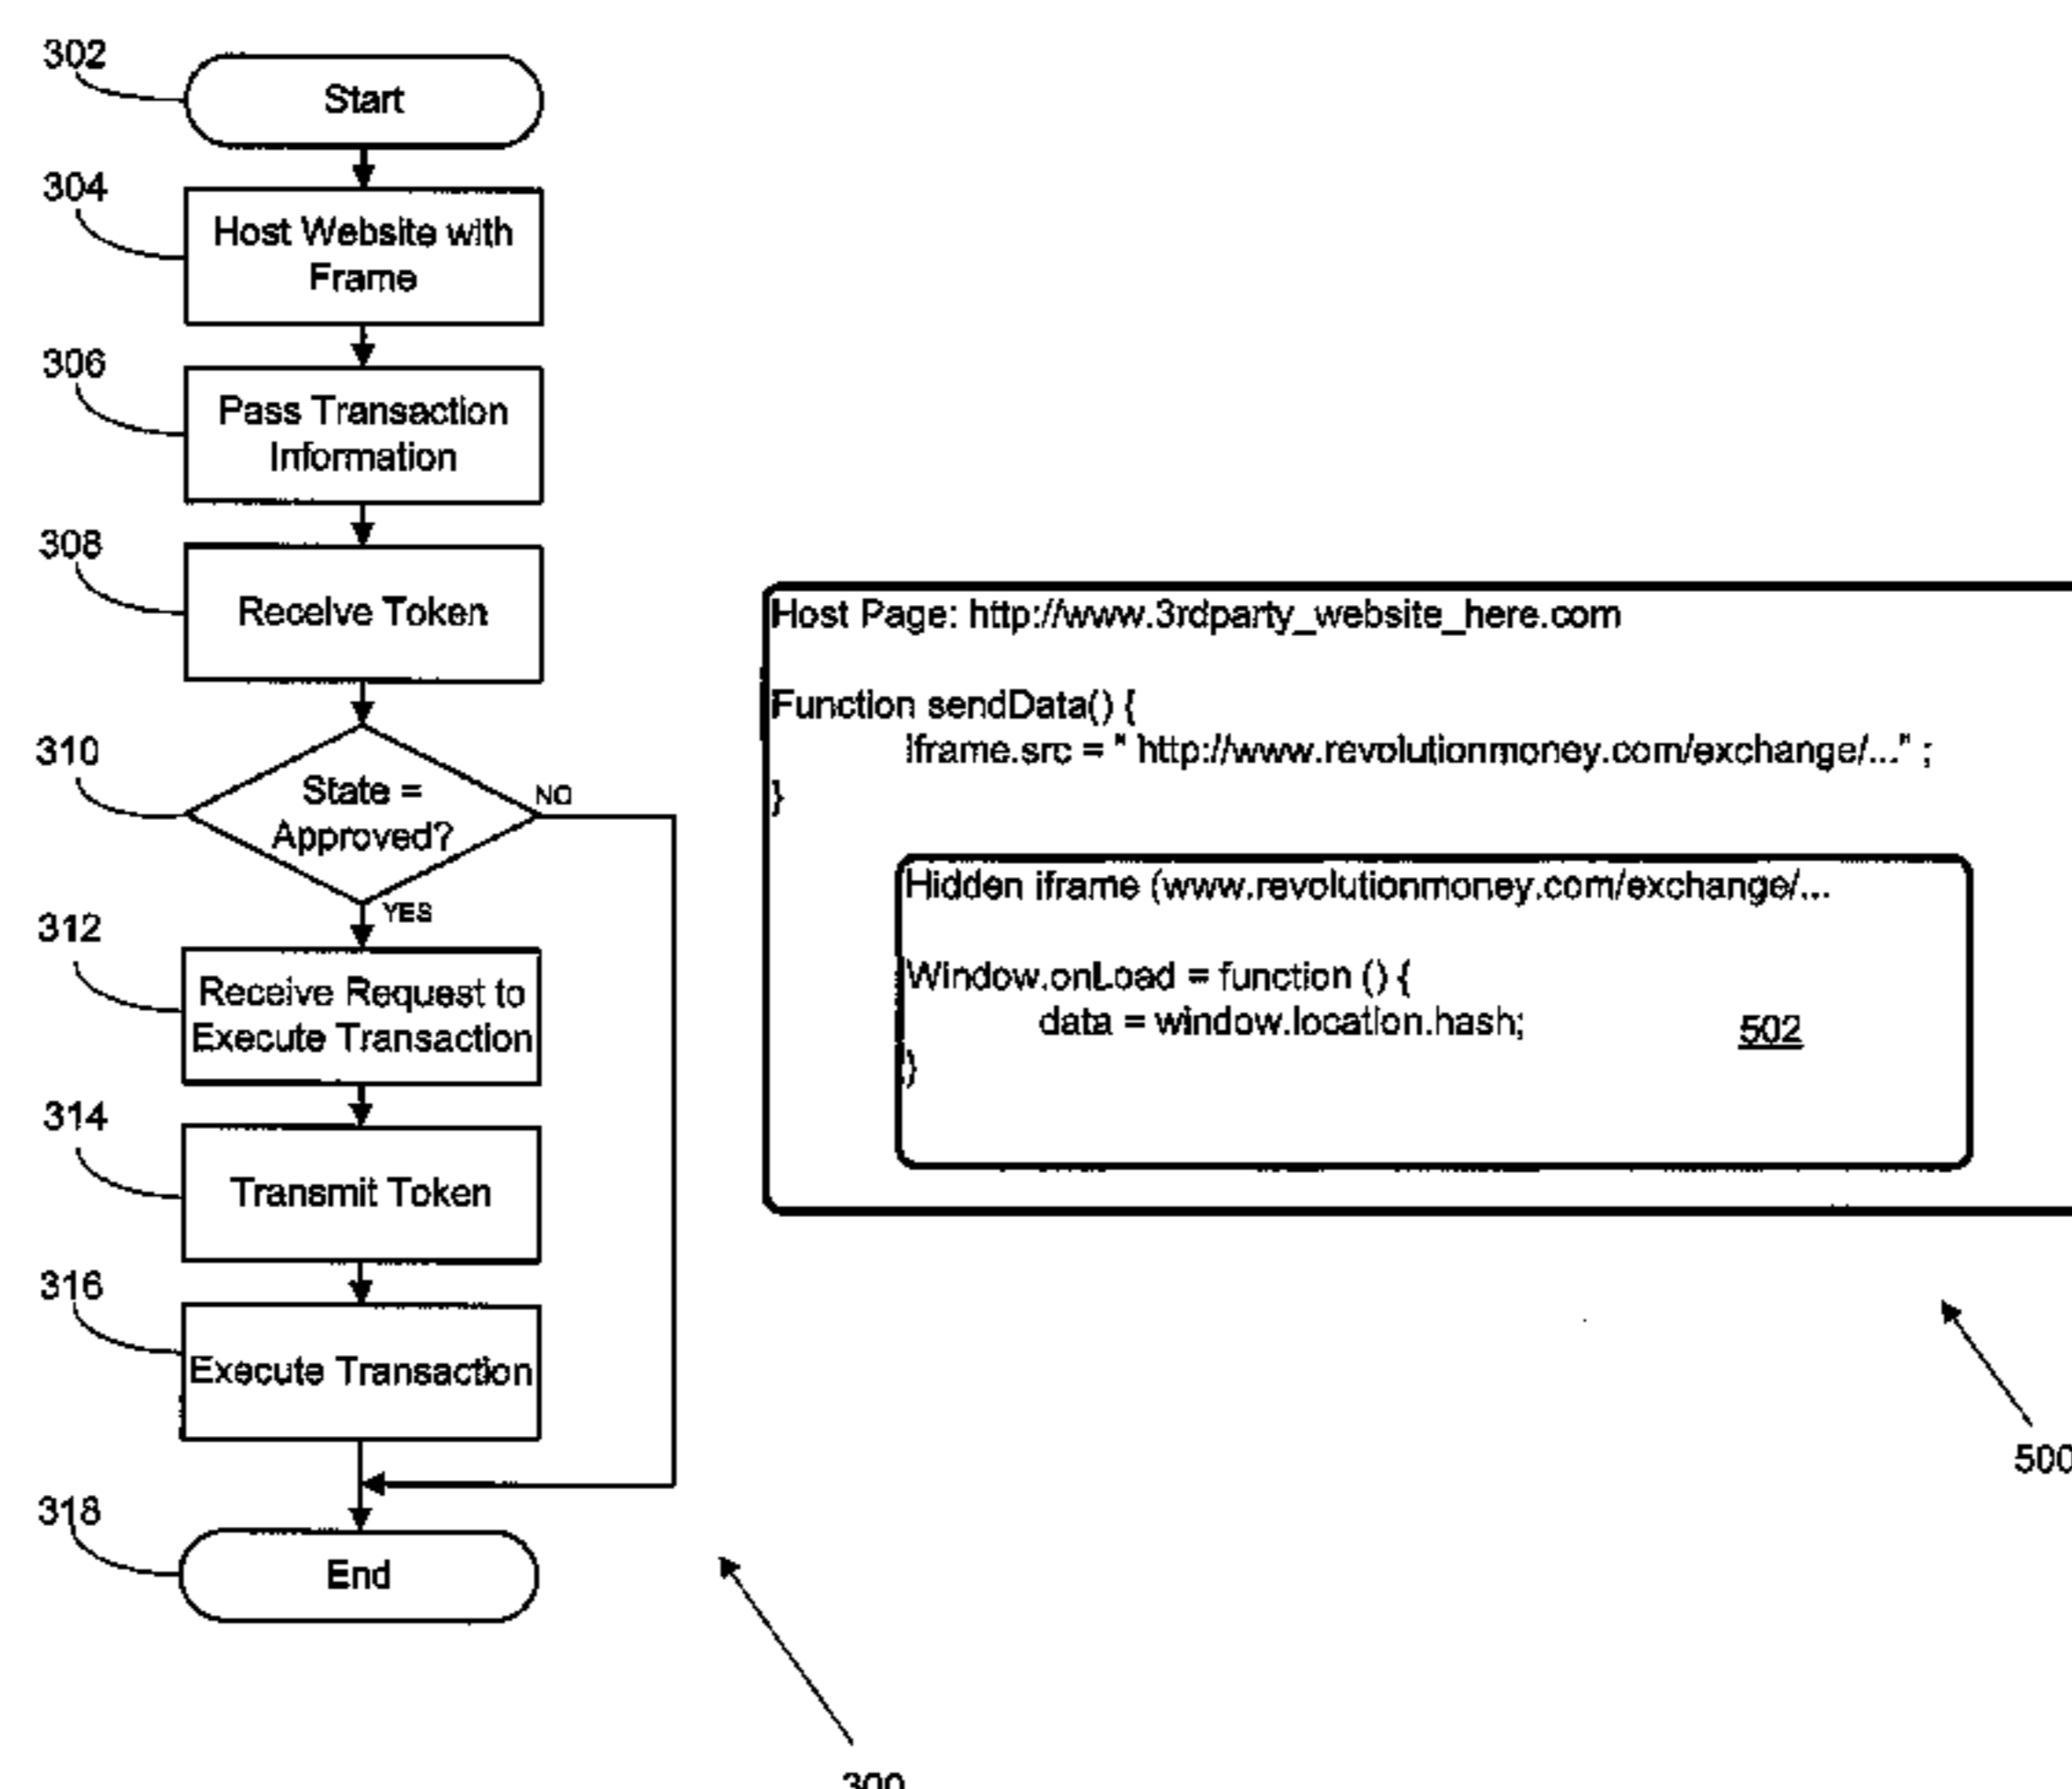 302
Start
304
Host Website with
Frame
306
Pass Transaction
Information
308
Receive Token
310
State =
Approved?
NO
YES
312
Receive Request to
Execute Transaction
314
Transmit Token
316
Execute Transaction
318
End
300
Host Page: http://www.3rdparty_website_here.com
Function sendData() {
Iframe.src = " http://www.revolutionmoney.com/exchange/..." ;
}
Hidden iframe (www.revolutionmoney.com/exchange/...
Window.onLoad = function () {
data = window.location.hash;
502
}
500